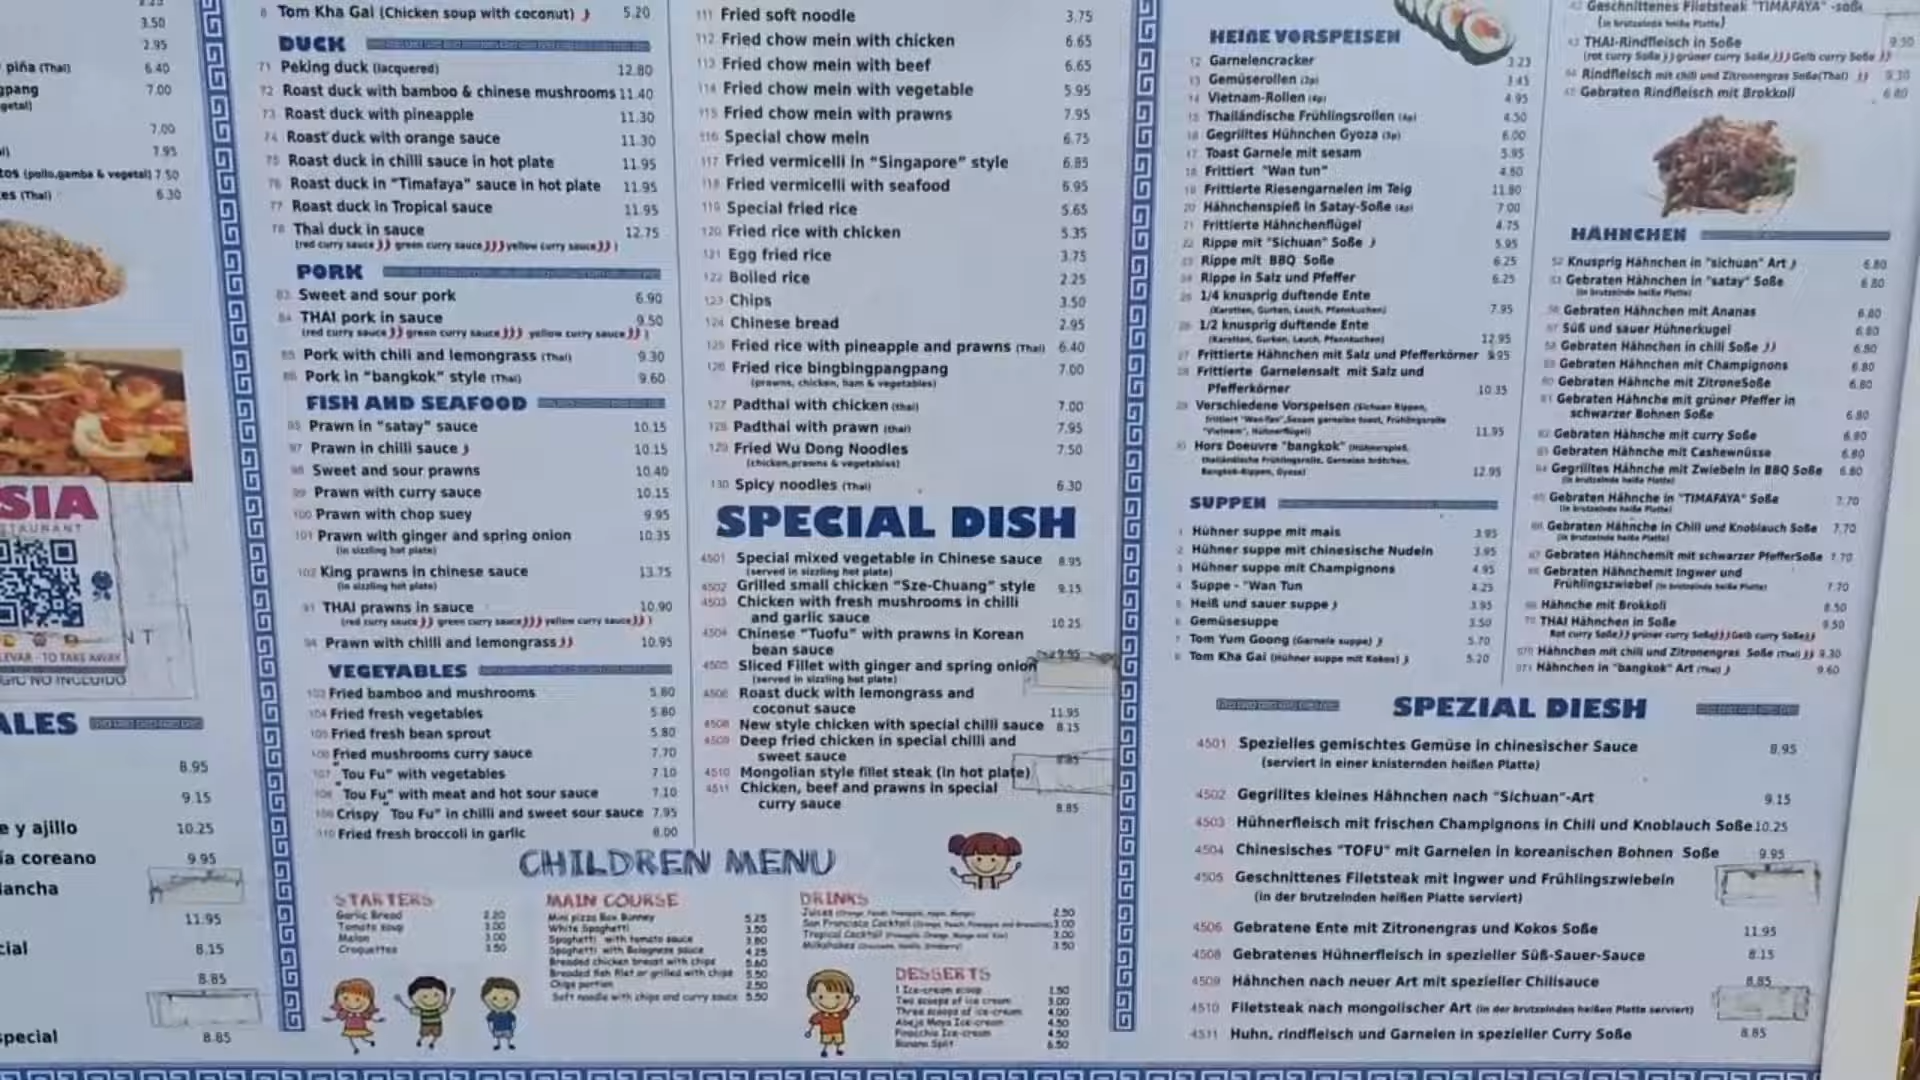 3.50
2.95
piña (Thai) 6.40
gpang 7.00
getal)
7.00
7.95
tos (pollo,gamba & vegetal) 7.50
es (Thai) 6.30
SIA
STAURANT
LEVAR - TO TAKE AWAY
GIC NO INCLUIDO
ALES
8.95
9.15
e y ajillo 10.25
ía coreano 9.95
lancha
11.95
cial 8.15
8.85
special 8.85
8 Tom Kha Gai (Chicken soup with coconut) 5.20
DUCK
71 Peking duck (lacquered) 12.80
72 Roast duck with bamboo & chinese mushrooms 11.40
73 Roast duck with pineapple 11.30
74 Roast duck with orange sauce 11.30
75 Roast duck in chilli sauce in hot plate 11.95
76 Roast duck in "Timafaya" sauce in hot plate 11.95
77 Roast duck in Tropical sauce 11.95
78 Thai duck in sauce 12.75
(red curry sauce green curry sauce yellow curry sauce)
PORK
83 Sweet and sour pork 6.90
84 THAI pork in sauce 9.50
(red curry sauce green curry sauce yellow curry sauce)
85 Pork with chili and lemongrass (Thai) 9.30
86 Pork in "bangkok" style (Thai) 9.60
FISH AND SEAFOOD
Prawn in "satay" sauce 10.15
97 Prawn in chilli sauce 10.15
98 Sweet and sour prawns 10.40
99 Prawn with curry sauce 10.15
100 Prawn with chop suey 9.95
101 Prawn with ginger and spring onion 10.35
(in sizzling hot plate)
102 King prawns in chinese sauce 13.75
(in sizzling hot plate)
THAI prawns in sauce 10.90
(red curry sauce green curry sauce yellow curry sauce)
94 Prawn with chilli and lemongrass 10.95
VEGETABLES
103 Fried bamboo and mushrooms 5.80
104 Fried fresh vegetables 5.80
105 Fried fresh bean sprout 5.80
106 Fried mushrooms curry sauce 7.70
107 "Tou Fu" with vegetables 7.10
108 "Tou Fu" with meat and hot sauce 7.10
109 Crispy "Tou Fu" in chilli and sweet sour sauce 7.95
110 Fried fresh broccoli in garlic 8.00
111 Fried soft noodle 3.75
112 Fried chow mein with chicken 6.65
113 Fried chow mein with beef 6.65
114 Fried chow mein with vegetable 5.95
115 Fried chow mein with prawns 7.95
116 Special chow mein 6.75
117 Fried vermicelli in "Singapore" style 6.85
118 Fried vermicelli with seafood 6.95
119 Special fried rice 5.65
120 Fried rice with chicken 5.35
121 Egg fried rice 3.75
122 Boiled rice 2.25
123 Chips 3.50
124 Chinese bread 2.95
125 Fried rice with pineapple and prawns (Thai) 6.40
126 Fried rice bingbingpangpang 7.00
(prawns, chicken, ham & vegetables)
127 Padthai with chicken (thai) 7.00
128 Padthai with prawn (thai) 7.95
129 Fried Wu Dong Noodles 7.50
(chicken,prawns & vegetables)
130 Spicy noodles (Thai) 6.30
SPECIAL DISH
4501 Special mixed vegetable in Chinese sauce 8.95
(served in sizzling hot plate)
4502 Grilled small chicken "Sze-Chuang" style 9.15
4503 Chicken with fresh mushrooms in chilli
and garlic sauce 10.25
4504 Chinese "Tuofu" with prawns in Korean
bean sauce 9.95
4505 Sliced Fillet with ginger and spring onion
(served in sizzling hot plate)
4506 Roast duck with lemongrass and
coconut sauce 11.95
4508 New style chicken with special chilli sauce 8.15
4509 Deep fried chicken in special chilli and
sweet sauce 8.85
4510 Mongolian style fillet steak (in hot plate)
4511 Chicken, beef and prawns in special
curry sauce 8.85
CHILDREN MENU
STARTERS
Garlic Bread 2.20
Tomato soup 3.00
Melon 3.00
Croquettes 3.50
MAIN COURSE
Mini pizza Box Bunney 5.25
White Spaghetti 3.50
Spaghetti with tomato sauce 3.80
Spaghetti with Bolognese sauce 4.25
Breaded chicken breast with chips 5.60
Breaded fish filet or grilled with chips 5.50
Chips portion 2.50
Soft noodle with chips and curry sauce 5.50
DRINKS
Juices 2.50
San Francisco Cocktail 3.00
Tropical Cocktail 3.00
Milkshakes 3.50
DESSERTS
1 Ice-cream scoop 1.50
Two scoops of ice cream 3.00
Three scoops of ice-cream 4.00
Abeja Maya Ice-cream 4.50
Pinocchio Ice-cream 4.50
Banana Split 6.50
HEIßE VORSPEISEN
12 Garnelencracker 3.25
13 Gemüserollen (2p) 3.45
14 Vietnam-Rollen (4p) 4.95
15 Thailändische Frühlingsrollen (4p) 4.50
16 Gegrilltes Hühnchen Gyoza (5p) 6.00
17 Toast Garnele mit sesam 5.95
18 Frittiert "Wan tun" 4.60
19 Frittierte Riesengarnelen im Teig 11.80
20 Hähnchenspieß in Satay-Soße (4p) 7.00
21 Frittierte Hähnchenflügel 4.75
22 Rippe mit "Sichuan" Soße 5.95
23 Rippe mit BBQ Soße 6.25
24 Rippe in Salz und Pfeffer 6.25
25 1/4 knusprig duftende Ente
(Karotten, Gurken, Lauch, Pfannkuchen) 7.95
26 1/2 knusprig duftende Ente
(Karotten, Gurken, Lauch, Pfannkuchen) 12.95
27 Frittierte Hähnchen mit Salz und Pfefferkörner 9.95
28 Frittierte Garnelensalt mit Salz und
Pfefferkörner 10.35
29 Verschiedene Vorspeisen (Sichuan Rippen,
frittiert "Wan-Tun",Sesam garnelen toast, Frühlingsrolle
"Vietnam", Hühnerflügel) 11.95
30 Hors Doeuvre "bangkok" (Hühnerspieß,
thailändische Frühlingsrolle, Garnelen brötchen,
Bangkok-Rippen, Gyoza) 12.95
SUPPEN
1 Hühner suppe mit mais 3.95
2 Hühner suppe mit chinesische Nudeln 3.95
3 Hühner suppe mit Champignons 4.95
4 Suppe - "Wan Tun 4.25
5 Heiß und sauer suppe 3.95
6 Gemüsesuppe 3.50
7 Tom Yum Goong (Garnele suppe) 5.70
8 Tom Kha Gai (Hühner suppe mit Kokos) 5.20
42 Geschnittenes Filetsteak "TIMAFAYA" -soße
(in brutzelnde heiße Platte)
43 THAI-Rindfleisch in Soße 9.50
(rot curry Soße grüner curry Soße Gelb curry Soße
44 Rindfleisch mit chili und Zitronengras Soße(Thai) 9.30
45 Gebraten Rindfleisch mit Brokkoli 6.80
HÄHNCHEN
52 Knusprig Hähnchen in "sichuan" Art 6.80
53 Gebraten Hähnchen in "satay" Soße 6.80
(in brutzelnde heiße Platte)
56 Gebraten Hähnchen mit Ananas 6.80
57 Süß und sauer Hühnerkugel 6.80
58 Gebraten Hähnchen in chili Soße 6.80
59 Gebraten Hähnchen mit Champignons 6.80
60 Gebraten Hähnche mit ZitroneSoße 6.80
61 Gebraten Hähnche mit grüner Pfeffer in
schwarzer Bohnen Soße 6.80
62 Gebraten Hähnche mit curry Soße 6.80
63 Gebraten Hähnche mit Cashewnüsse 6.80
64 Gegrilltes Hähnche mit Zwiebeln in BBQ Soße 6.80
(in brutzelnde heiße Platte)
65 Gebraten Hähnche in "TIMAFAYA" Soße 7.70
(in brutzelnde heiße Platte)
66 Gebraten Hähnche in Chili und Knoblauch Soße 7.70
(in brutzelnde heiße Platte)
67 Gebraten Hähnchemit mit schwarzer PfefferSoße 7.70
68 Gebraten Hähnchemit Ingwer und
Frühlingszwiebel (in brutzelnde heiße Platte) 7.70
69 Hähnche mit Brokkoli 8.50
70 THAI Hähnchen in Soße 9.50
Rot curry Soße grüner curry Soße Gelb curry Soße
070 Hähnchen mit chili und Zitronengras Soße (Thai) 9.30
071 Hähnchen in "bangkok" Art (Thai) 9.60
SPEZIAL DIESH
4501 Spezielles gemischtes Gemüse in chinesischer Sauce 8.95
(serviert in einer knisternden heißen Platte)
4502 Gegrilltes kleines Hähnchen nach "Sichuan"-Art 9.15
4503 Hühnerfleisch mit frischen Champignons in Chili und Knoblauch Soße 10.25
4504 Chinesisches "TOFU" mit Garnelen in koreanischen Bohnen Soße 9.95
4505 Geschnittenes Filetsteak mit Ingwer und Frühlingszwiebeln
(in der brutzelnden heißen Platte serviert)
4506 Gebratene Ente mit Zitronengras und Kokos Soße 11.95
4508 Gebratenes Hühnerfleisch in spezieller Süß-Sauer-Sauce 8.15
4509 Hähnchen nach neuer Art mit spezieller Chilisauce 8.85
4510 Filetsteak nach mongolischer Art (in der brutzelnden heißen Platte serviert)
4511 Huhn, rindfleisch und Garnelen in spezieller Curry Soße 8.85